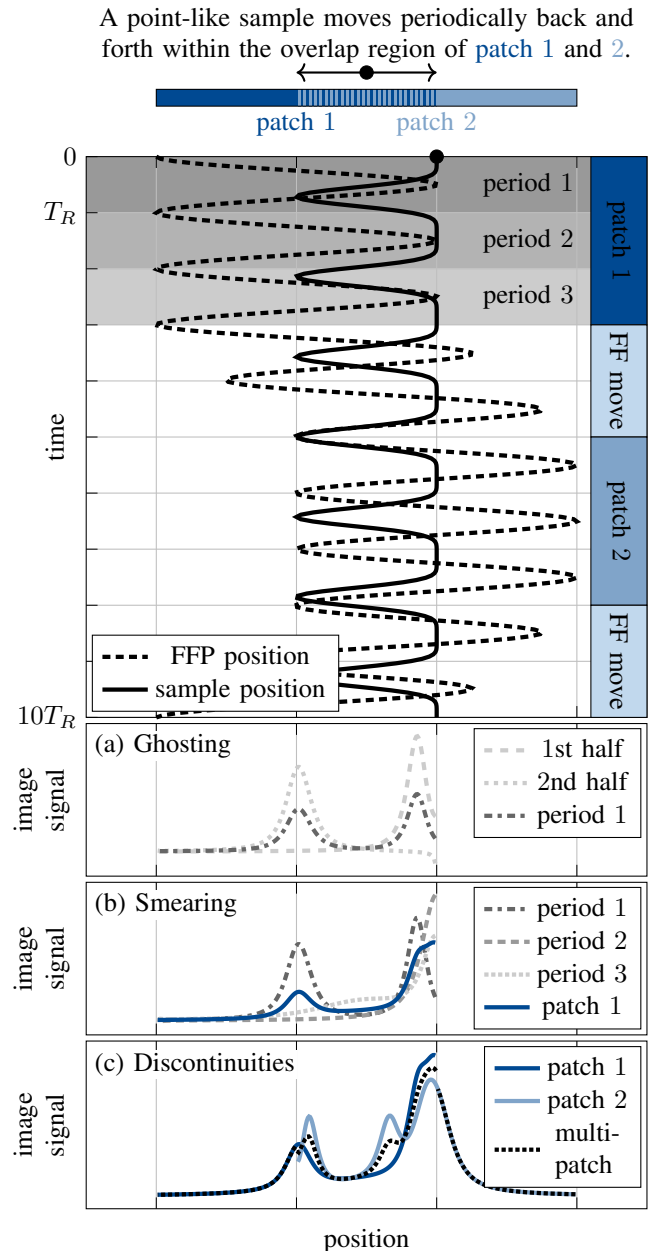 A point-like sample moves periodically back and
forth within the overlap region of patch 1 and 2.
patch 1
patch 2
0
T_R
10T_R
time
period 1
period 2
period 3
patch 1
FF move
patch 2
FF move
FFP position
sample position
(a) Ghosting
image
signal
1st half
2nd half
period 1
(b) Smearing
image
signal
period 1
period 2
period 3
patch 1
(c) Discontinuities
image
signal
patch 1
patch 2
multi-
patch
position